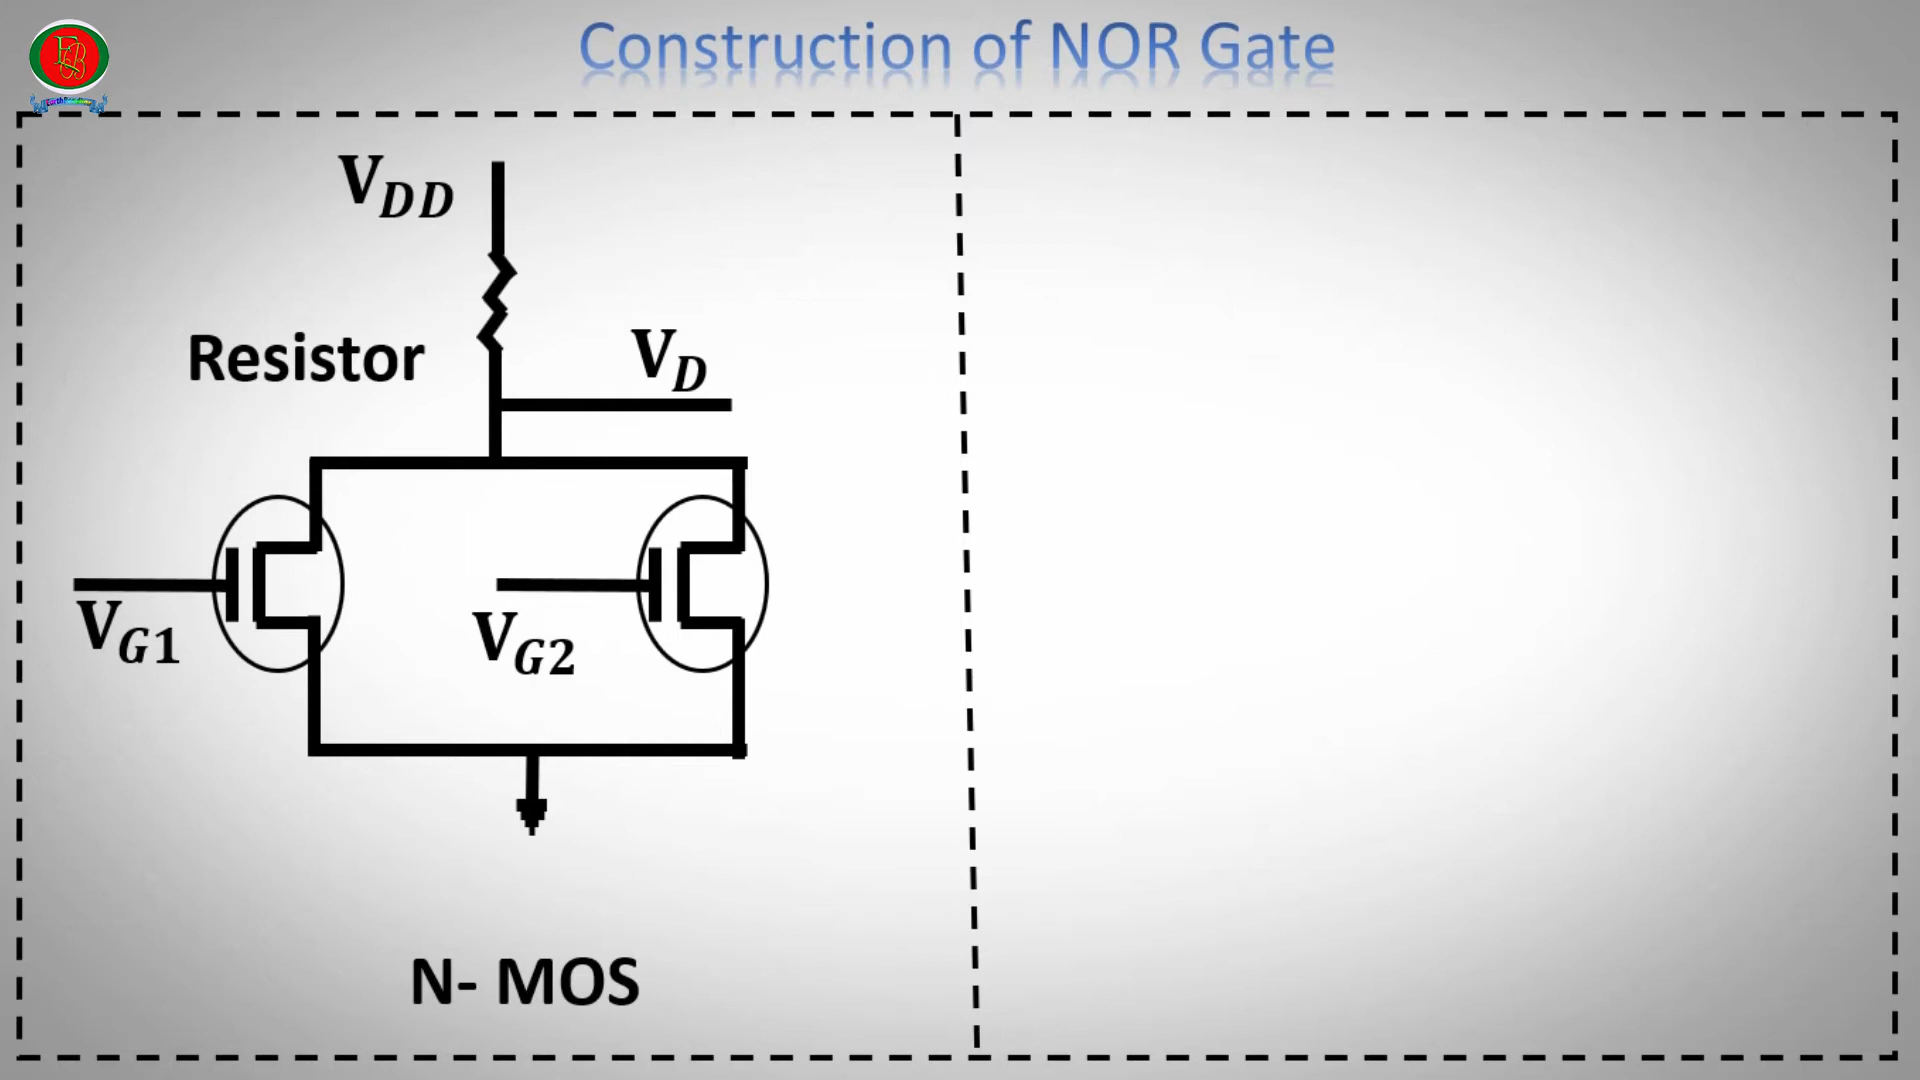 Construction of NOR Gate
V_DD
Resistor
V_D
V_G1
V_G2
N- MOS